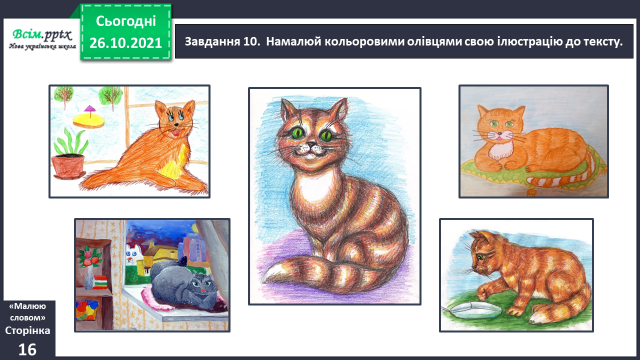 Всім.pptx
Нова українська школа
Сьогодні
26.10.2021
Завдання 10. Намалюй кольоровими олівцями свою ілюстрацію до тексту.
«Малюю
словом»
Сторінка
16